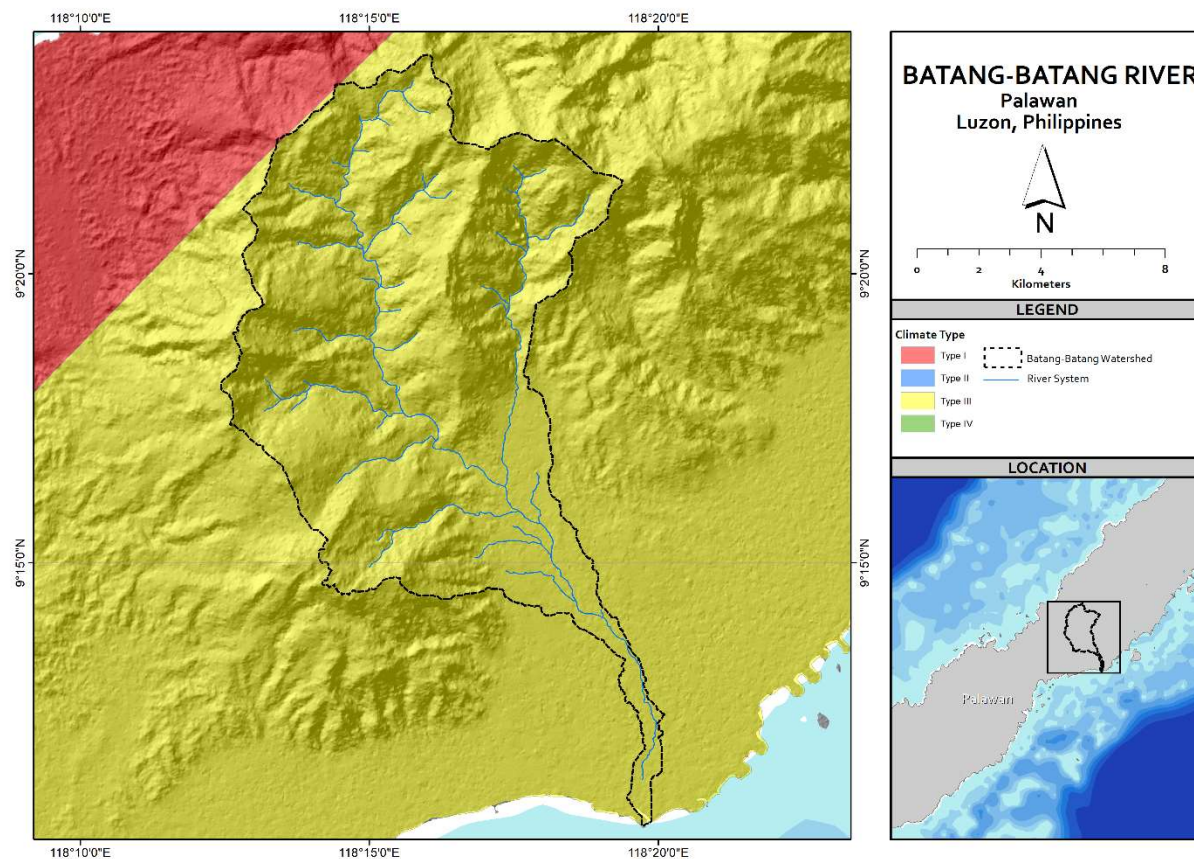 118°10'0"E
118°15'0"E
118°20'0"E
9°20'0"N
9°20'0"N
9°15'0"N
9°15'0"N
118°10'0"E
118°15'0"E
118°20'0"E
BATANG-BATANG RIVER
Palawan
Luzon, Philippines
N
0 2 4 8
Kilometers
LEGEND
Climate Type
Type I
Type II
Type III
Type IV
Batang-Batang Watershed
River System
LOCATION
Palawan